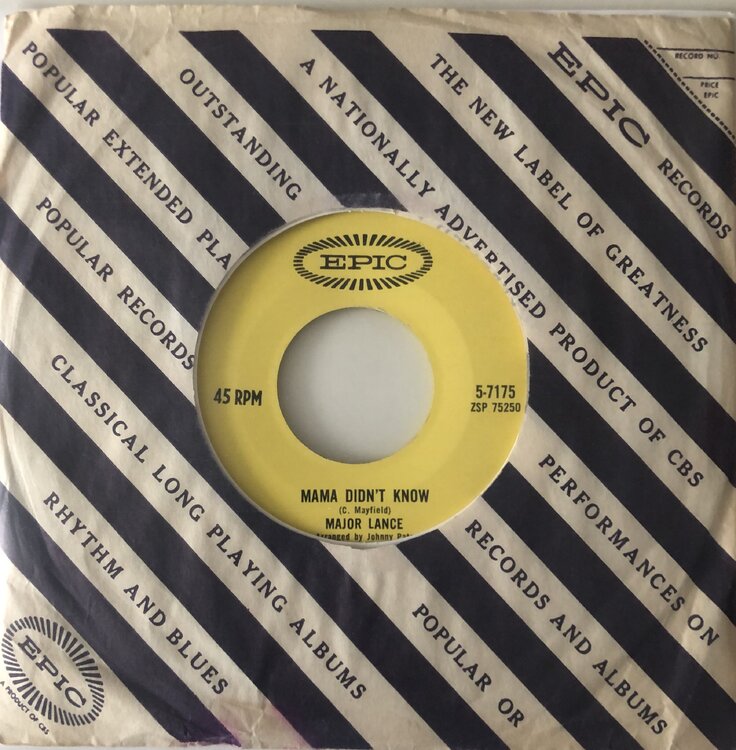 RECORD NO.
PRICE
EPIC
EPIC RECORDS
THE NEW LABEL OF GREATNESS
A NATIONALLY ADVERTISED PRODUCT OF CBS
OUTSTANDING
PERFORMANCES ON
POPULAR EXTENDED PLA
RECORDS AND ALBUMS
POPULAR RECORDS
POPULAR OR
CLASSICAL LONG PLAYING ALBUMS
RHYTHM AND BLUES
EPIC
A PRODUCT OF CBS
EPIC
45 RPM
5-7175
ZSP 75250
MAMA DIDN'T KNOW
(C. Mayfield)
MAJOR LANCE
Arranged by Johnny